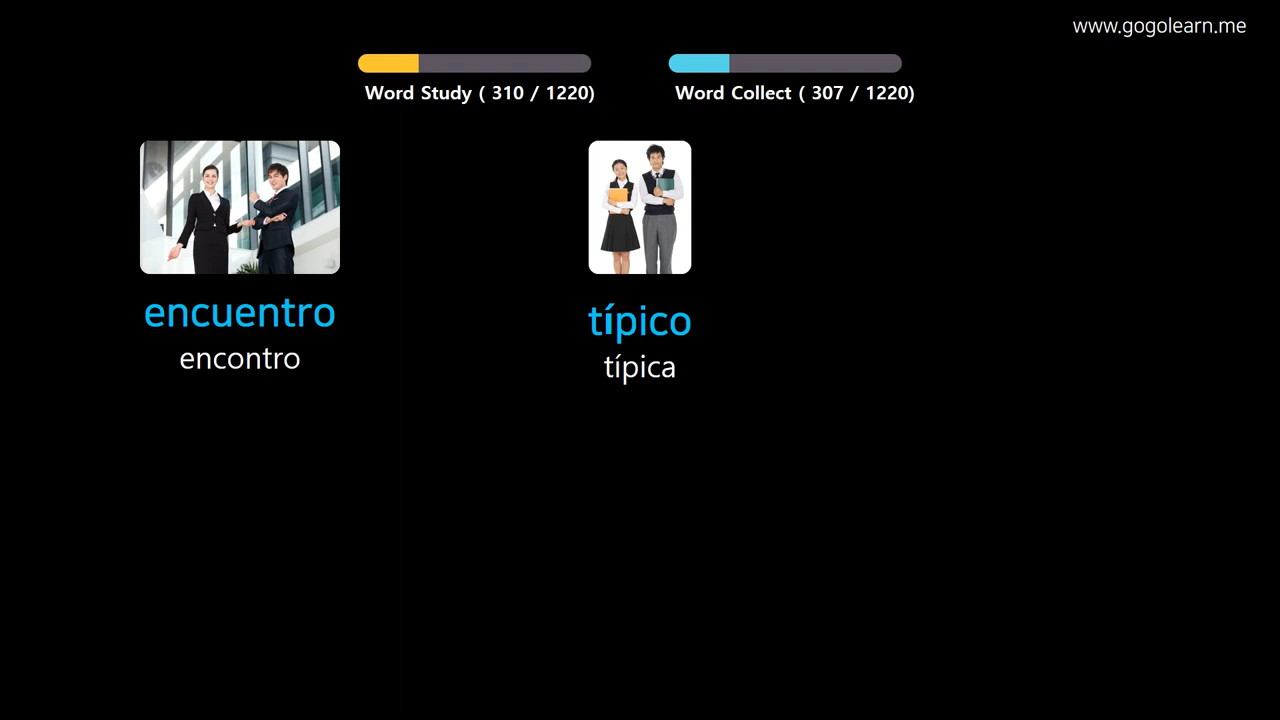 www.gogolearn.me
Word Study ( 310 / 1220)
Word Collect ( 307 / 1220)
encuentro
encontro
típico
típica